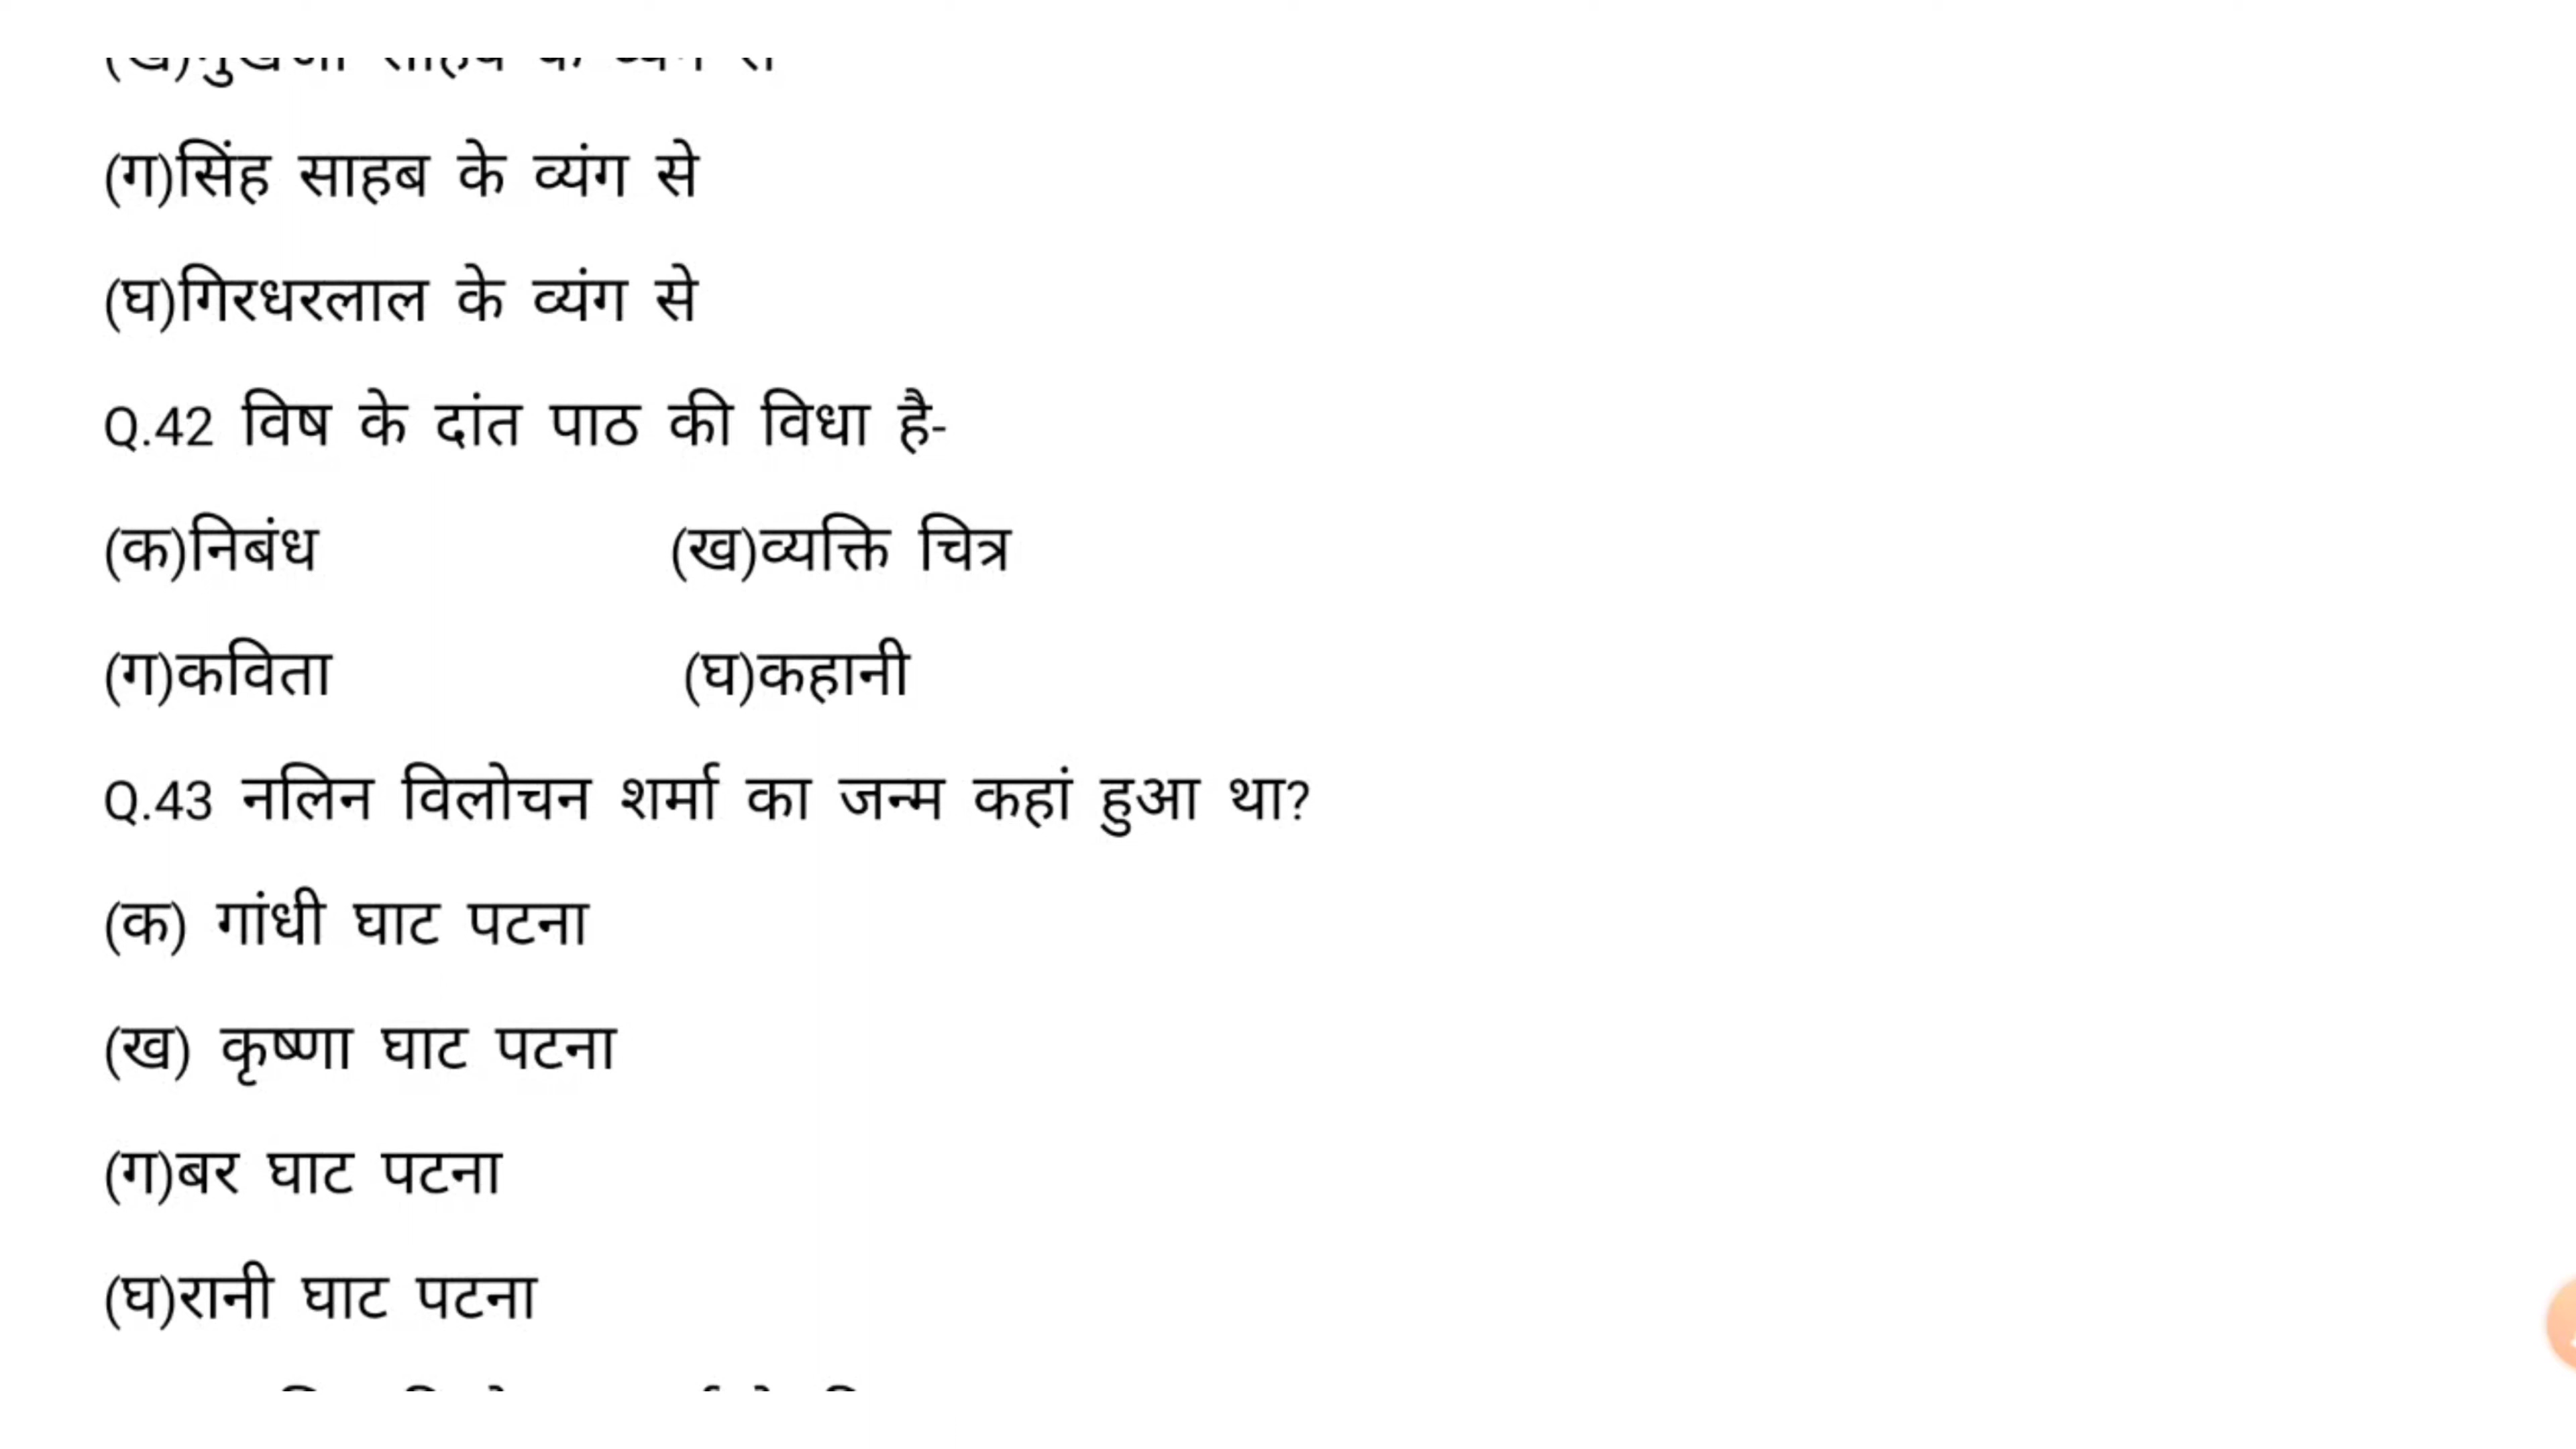 (ग)सिंह साहब के व्यंग से
(घ)गिरधरलाल के व्यंग से
Q.42 विष के दांत पाठ की विधा है-
(क)निबंध (ख)व्यक्ति चित्र
(ग)कविता (घ)कहानी
Q.43 नलिन विलोचन शर्मा का जन्म कहां हुआ था?
(क) गांधी घाट पटना
(ख) कृष्णा घाट पटना
(ग)बर घाट पटना
(घ)रानी घाट पटना